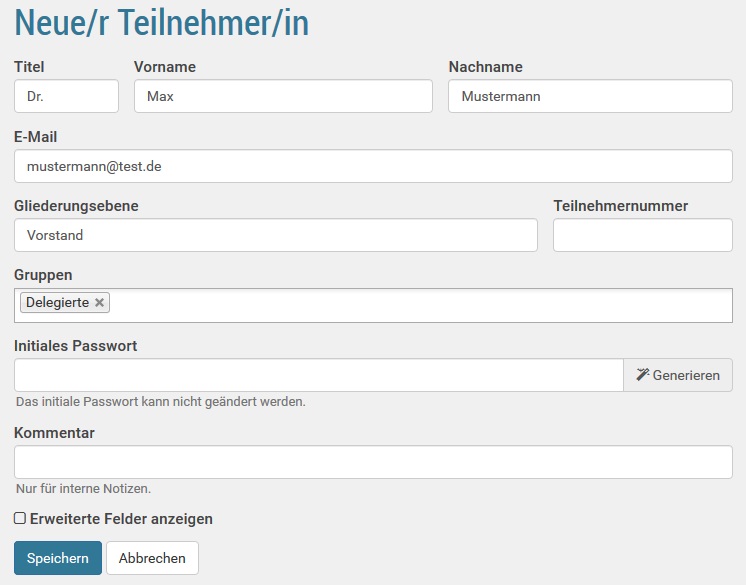 Neue/r Teilnehmer/in
Titel Vorname Nachname
Dr. Max Mustermann
E-Mail
mustermann@test.de
Gliederungsebene Teilnehmernummer
Vorstand
Gruppen
Delegierte ×
Initiales Passwort
Generieren
Das initiale Passwort kann nicht geändert werden.
Kommentar
Nur für interne Notizen.
Erweiterte Felder anzeigen
Speichern Abbrechen